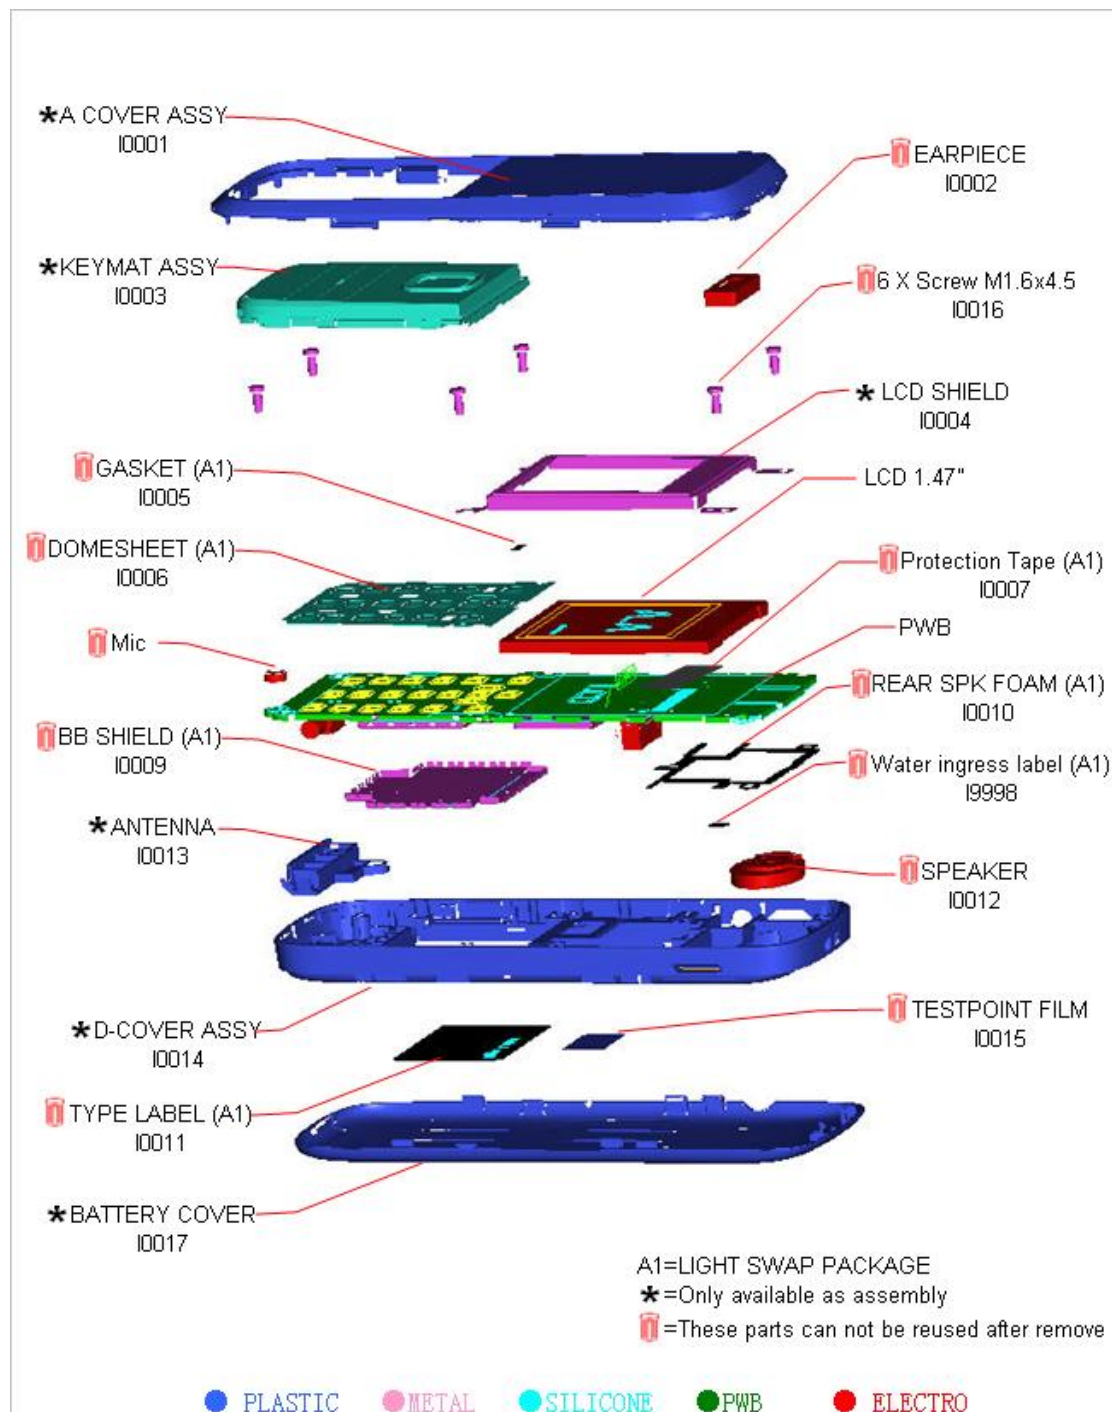 *A COVER ASSY
I0001
EARPIECE
I0002
*KEYMAT ASSY
I0003
6 X Screw M1.6x4.5
I0016
* LCD SHIELD
I0004
GASKET (A1)
I0005
LCD 1.47"
DOMESHEET (A1)
I0006
Protection Tape (A1)
I0007
Mic
PWB
REAR SPK FOAM (A1)
I0010
BB SHIELD (A1)
I0009
Water ingress label (A1)
I9998
*ANTENNA
I0013
SPEAKER
I0012
*D-COVER ASSY
I0014
TESTPOINT FILM
I0015
TYPE LABEL (A1)
I0011
*BATTERY COVER
I0017
A1=LIGHT SWAP PACKAGE
*=Only available as assembly
=These parts can not be reused after remove
PLASTIC METAL SILICONE PWB ELECTRO